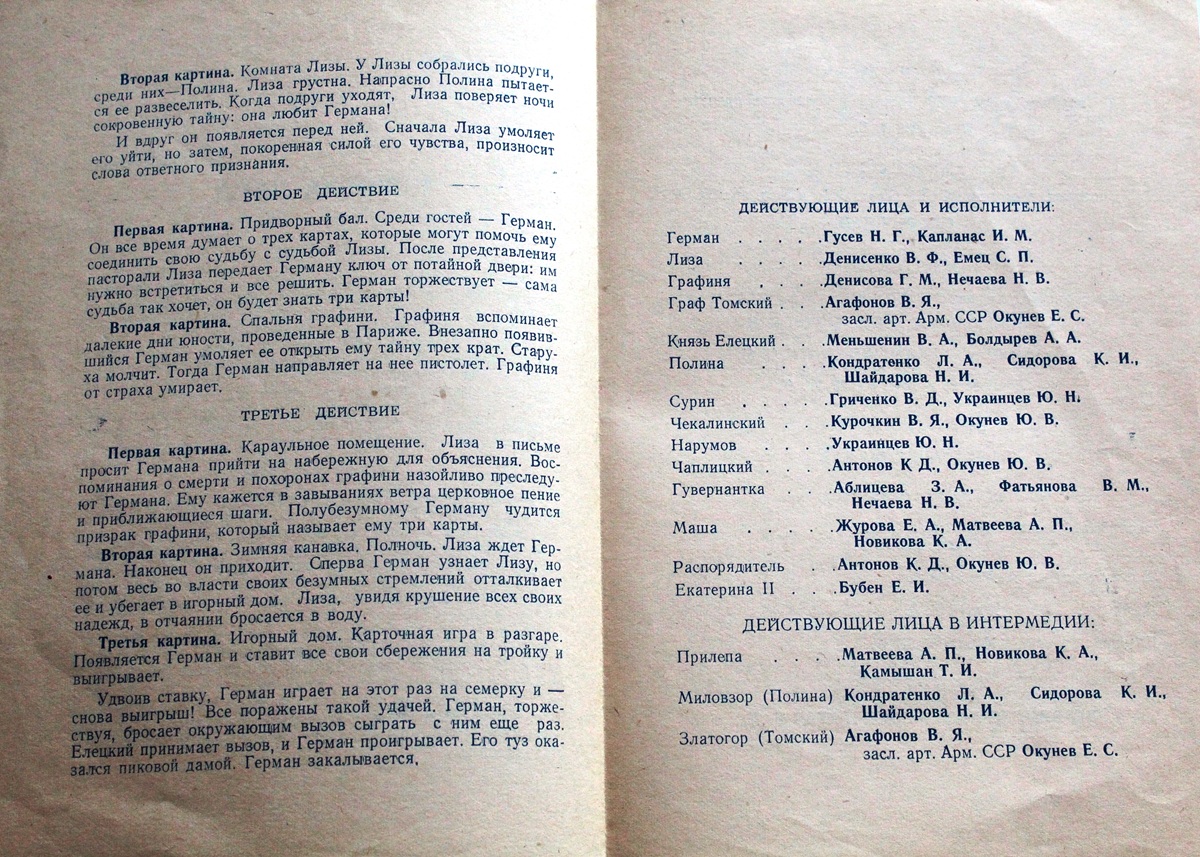 Вторая картина. Комната Лизы. У Лизы собрались подруги,
среди них—Полина. Лиза грустна. Напрасно Полина пытает-
ся ее развеселить. Когда подруги уходят, Лиза поверяет ночи
сокровенную тайну: она любит Германа!
И вдруг он появляется перед ней. Сначала Лиза умоляет
его уйти, но затем, покоренная силой его чувства, произносит
слова ответного признания.
ВТОРОЕ ДЕЙСТВИЕ
Первая картина. Придворный бал. Среди гостей — Герман.
Он все время думает о трех картах, которые могут помочь ему
соединить свою судьбу с судьбой Лизы. После представления
пасторали Лиза передает Герману ключ от потайной двери: им
нужно встретиться и все решить. Герман торжествует — сама
судьба так хочет, он будет знать три карты!
Вторая картина. Спальня графини. Графиня вспоминает
далекие дни юности, проведенные в Париже. Внезапно появив-
шийся Герман умоляет ее открыть ему тайну трех крат. Стару-
ха молчит. Тогда Герман направляет на нее пистолет. Графиня
от страха умирает.
ТРЕТЬЕ ДЕЙСТВИЕ
Первая картина. Караульное помещение. Лиза в письме
просит Германа прийти на набережную для объяснения. Вос-
поминания о смерти и похоронах графини назойливо преследу-
ют Германа. Ему кажется в завываниях ветра церковное пение
и приближающиеся шаги. Полубезумному Герману чудится
призрак графини, который называет ему три карты.
Вторая картина. Зимняя канавка. Полночь. Лиза ждет Гер-
мана. Наконец он приходит. Сперва Герман узнает Лизу, но
потом весь во власти своих безумных стремлений отталкивает
ее и убегает в игорный дом. Лиза, увидя крушение всех своих
надежд, в отчаянии бросается в воду.
Третья картина. Игорный дом. Карточная игра в разгаре.
Появляется Герман и ставит все свои сбережения на тройку и
выигрывает.
Удвоив ставку, Герман играет на этот раз на семерку и —
снова выигрыш! Все поражены такой удачей. Герман, торже-
ствуя, бросает окружающим вызов сыграть с ним еще раз.
Елецкий принимает вызов, и Герман проигрывает. Его туз ока-
зался пиковой дамой. Герман закалывается,
ДЕЙСТВУЮЩИЕ ЛИЦА И ИСПОЛНИТЕЛИ:
Герман . . . . . Гусев Н. Г., Капланас И. М.
Лиза . . . . . Денисенко В. Ф., Емец С. П.
Графиня . . . . Денисова Г. М., Нечаева Н. В.
Граф Томский . . Агафонов В. Я.,
засл. арт. Арм. ССР Окунев Е. С.
Князь Елецкий . . . Меньшенин В. А., Болдырев А. А.
Полина . . . . Кондратенко Л. А., Сидорова К. И.,
Шайдарова Н. И.
Сурин . . . . . Гриченко В. Д., Украинцев Ю. Н.
Чекалинский . . . Курочкин В. Я., Окунев Ю. В.
Нарумов . . . . Украинцев Ю. Н.
Чаплицкий . . . . Антонов К Д., Окунев Ю. В.
Гувернантка . . . Аблицева З. А., Фатьянова В. М.,
Нечаева Н. В.
Маша . . . . . Журова Е. А., Матвеева А. П.,
Новикова К. А.
Распорядитель . . Антонов К. Д., Окунев Ю. В.
Екатерина II . . . Бубен Е. И.
ДЕЙСТВУЮЩИЕ ЛИЦА В ИНТЕРМЕДИИ:
Прилепа . . . . . Матвеева А. П., Новикова К. А.,
Камышан Т. И.
Миловзор (Полина) Кондратенко Л. А., Сидорова К. И.,
Шайдарова Н. И.
Златогор (Томский) Агафонов В. Я.,
засл. арт. Арм. ССР Окунев Е. С.